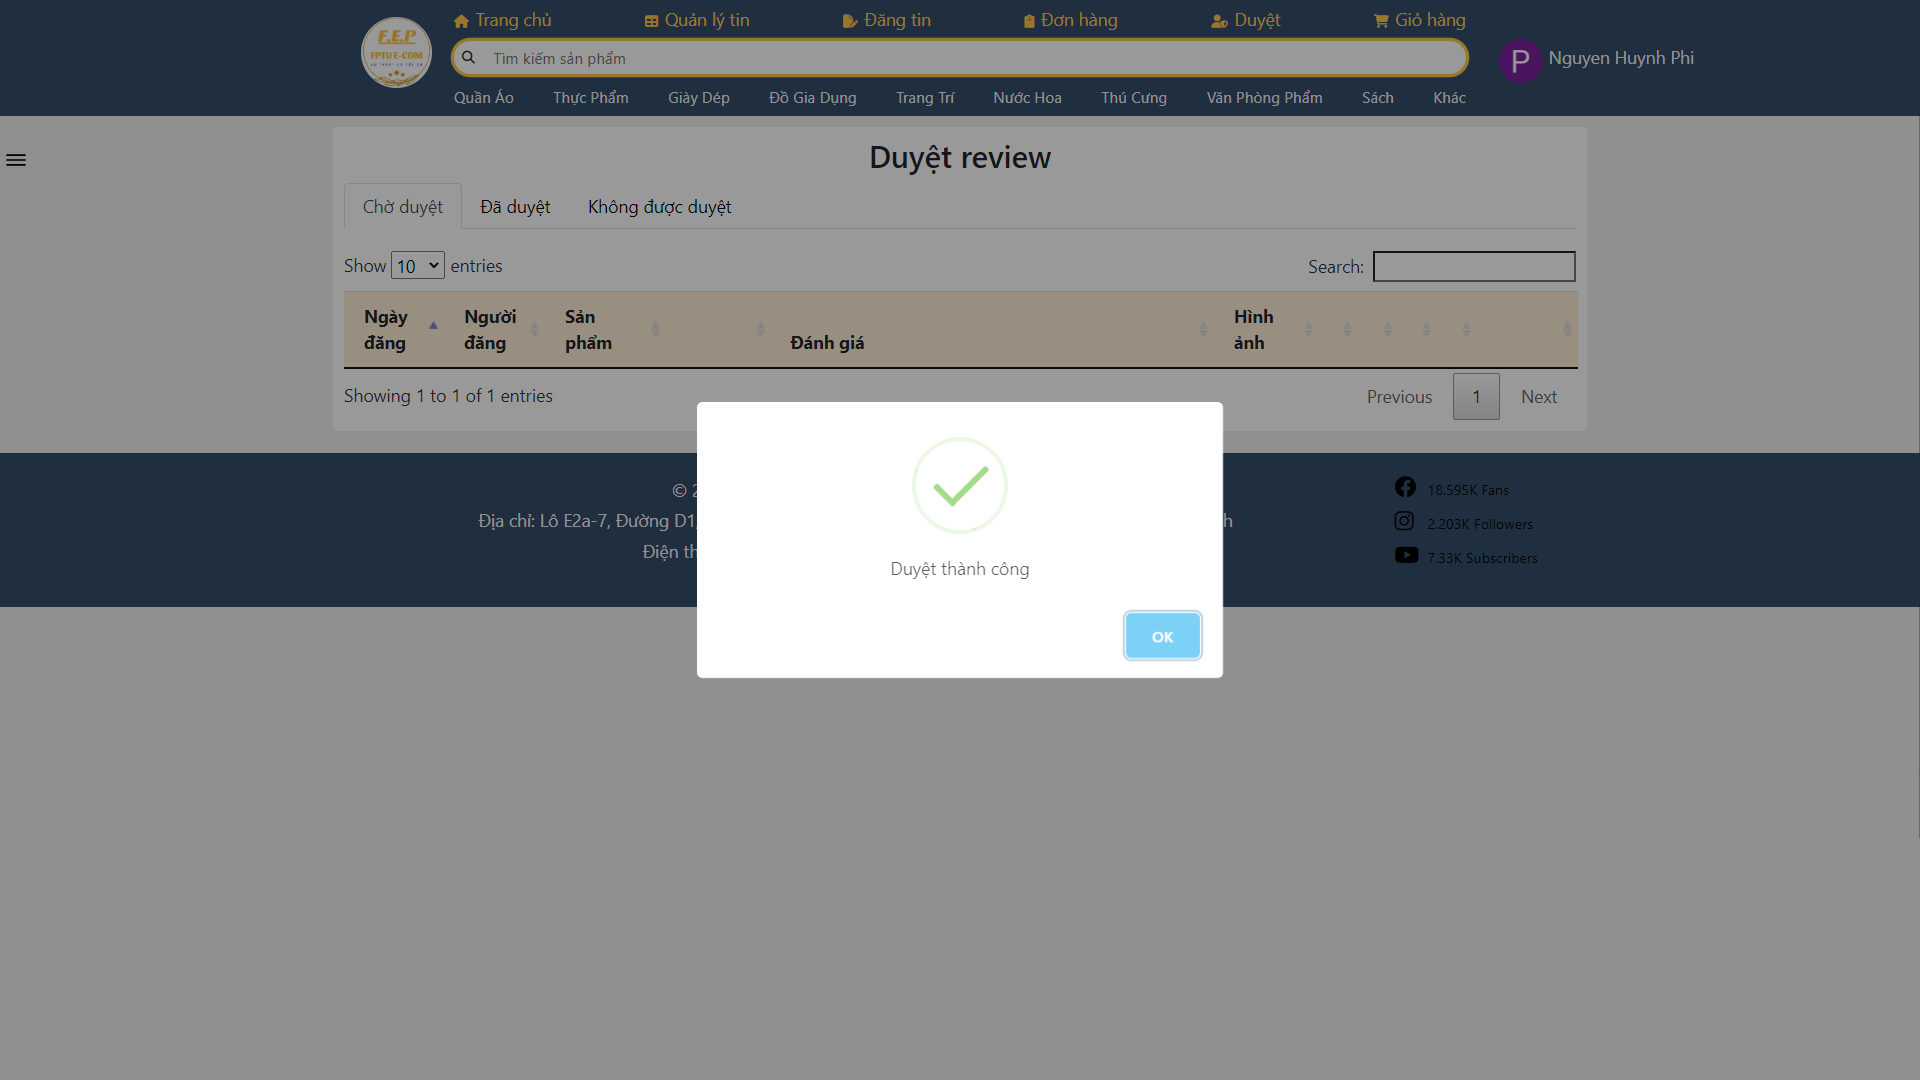 Trang chủ
Quản lý tin
Đăng tin
Đơn hàng
Duyệt
Giỏ hàng
F.E.P
FPTU E-COM
Tìm kiếm sản phẩm
P
Nguyen Huynh Phi
Quần Áo
Thực Phẩm
Giày Dép
Đồ Gia Dụng
Trang Trí
Nước Hoa
Thú Cưng
Văn Phòng Phẩm
Sách
Khác
Duyệt review
Chờ duyệt
Đã duyệt
Không được duyệt
Show 10 entries
Search:
Ngày
đăng
Người
đăng
Sản
phẩm
Đánh giá
Hình
ảnh
Showing 1 to 1 of 1 entries
Previous
1
Next
Duyệt thành công
OK
© 2
Địa chỉ: Lô E2a-7, Đường D1,
h
Điện th
18.595K Fans
2.203K Followers
7.33K Subscribers